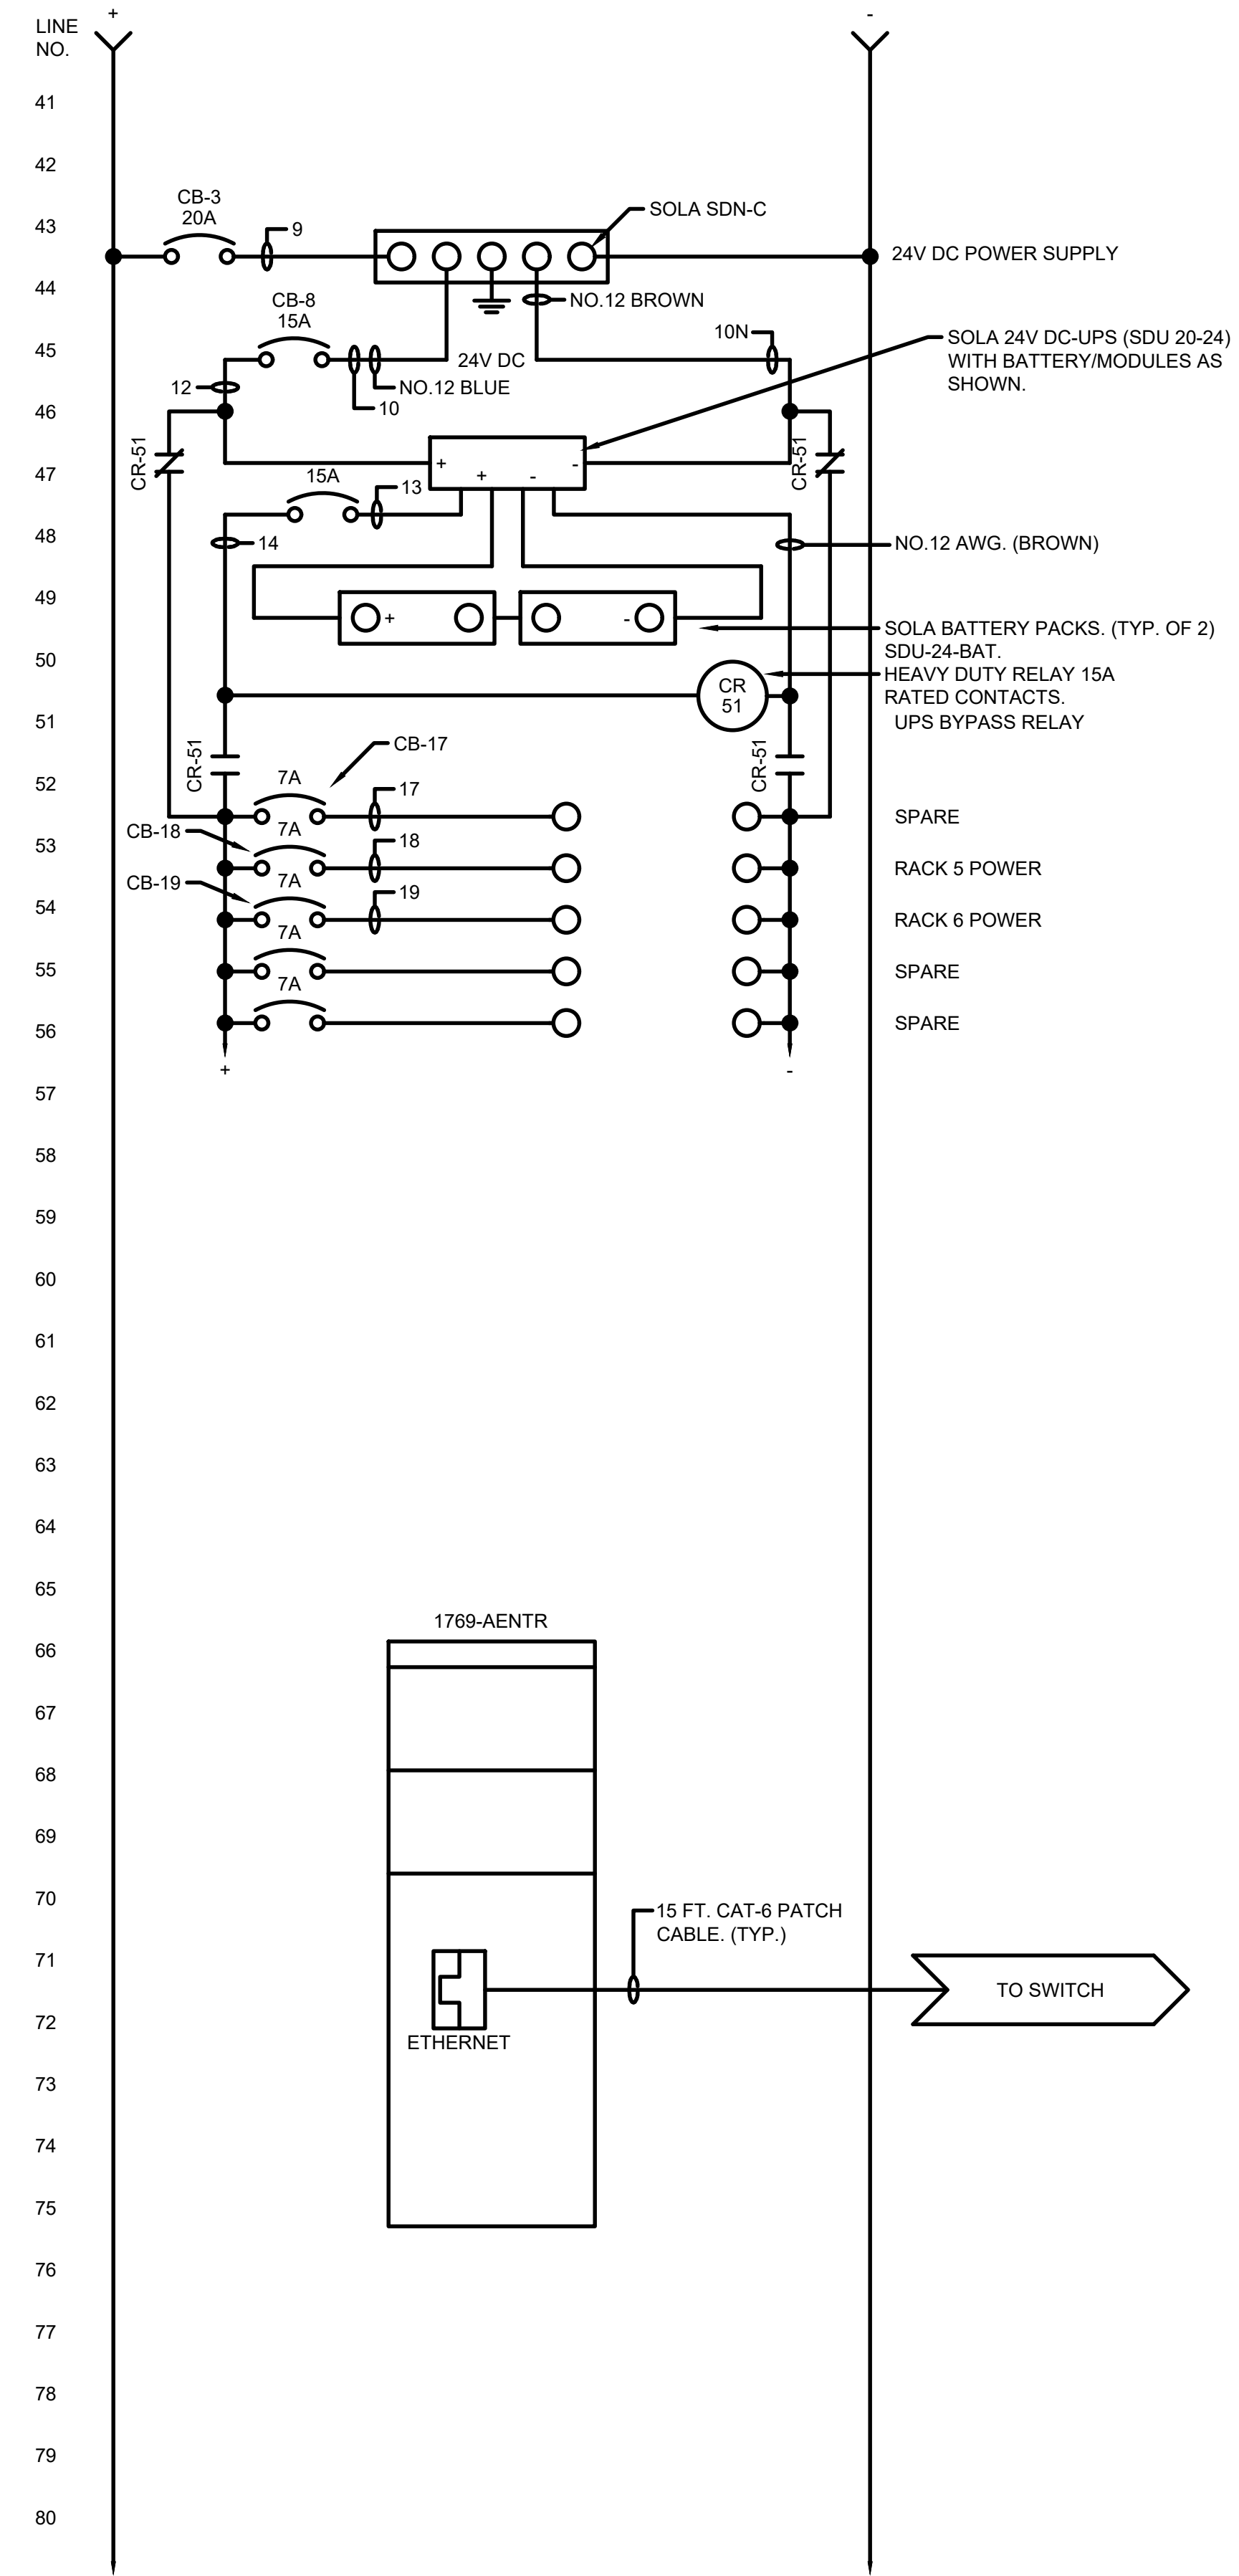 LINE
NO.
+
-
41
42
CB-3
20A
43
9
SOLA SDN-C
24V DC POWER SUPPLY
44
CB-8
15A
NO.12 BROWN
45
24V DC
10N
SOLA 24V DC-UPS (SDU 20-24)
WITH BATTERY/MODULES AS
SHOWN.
12
NO.12 BLUE
10
46
CR-51
CR-51
+
+
-
-
47
15A
13
48
14
NO.12 AWG. (BROWN)
49
+
-
SOLA BATTERY PACKS. (TYP. OF 2)
SDU-24-BAT.
50
HEAVY DUTY RELAY 15A
RATED CONTACTS.
CR
51
51
UPS BYPASS RELAY
CR-51
CR-51
CB-17
52
7A
17
SPARE
CB-18
7A
53
18
RACK 5 POWER
CB-19
7A
54
19
RACK 6 POWER
7A
55
SPARE
7A
56
SPARE
+
-
57
58
59
60
61
62
63
64
65
1769-AENTR
66
67
68
69
70
15 FT. CAT-6 PATCH
CABLE. (TYP.)
71
TO SWITCH
72
ETHERNET
73
74
75
76
77
78
79
80